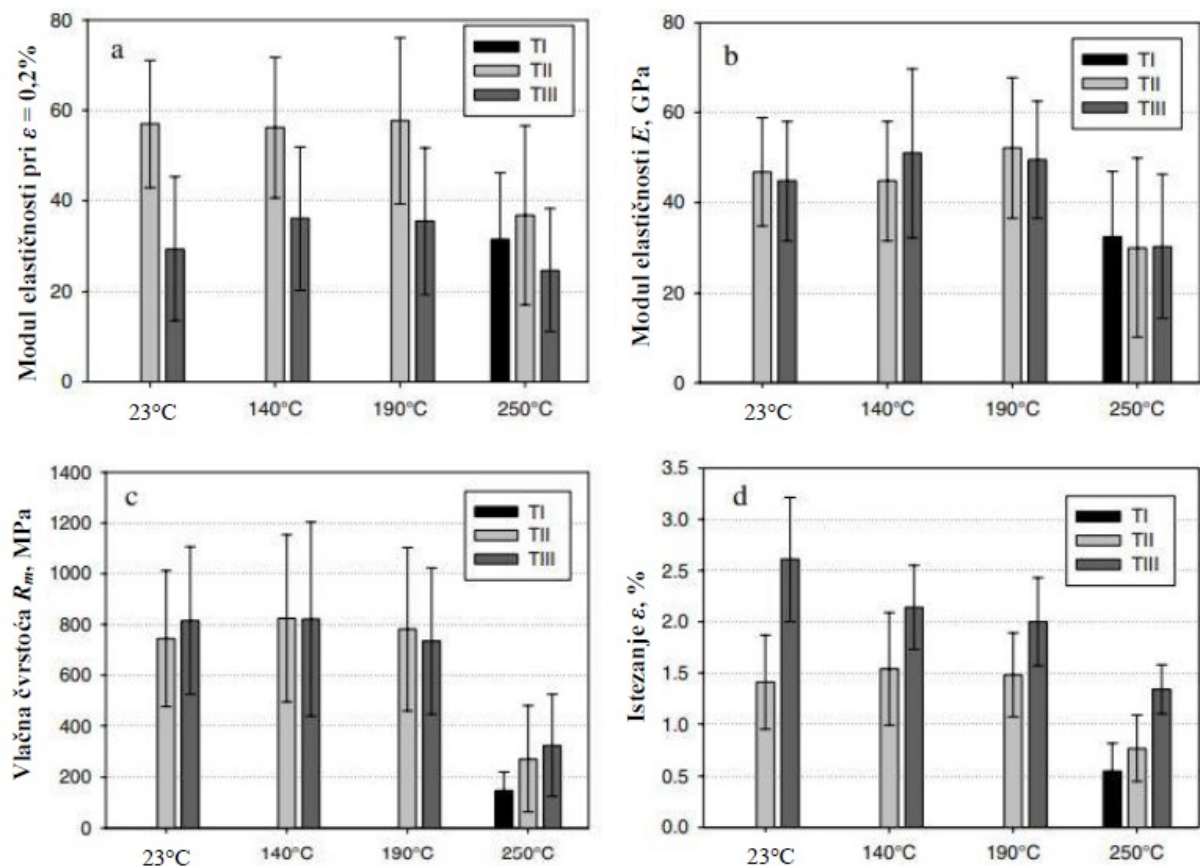 a
Modul elastičnosti pri ε = 0,2%
80
60
40
20
0
TI
TII
TIII
23°C
140°C
190°C
250°C
b
Modul elastičnosti E, GPa
80
60
40
20
0
TI
TII
TIII
23°C
140°C
190°C
250°C
c
Vlačna čvrstoća Rm, MPa
1400
1200
1000
800
600
400
200
0
TI
TII
TIII
23°C
140°C
190°C
250°C
d
Istezanje ε, %
3.5
3.0
2.5
2.0
1.5
1.0
0.5
0.0
TI
TII
TIII
23°C
140°C
190°C
250°C